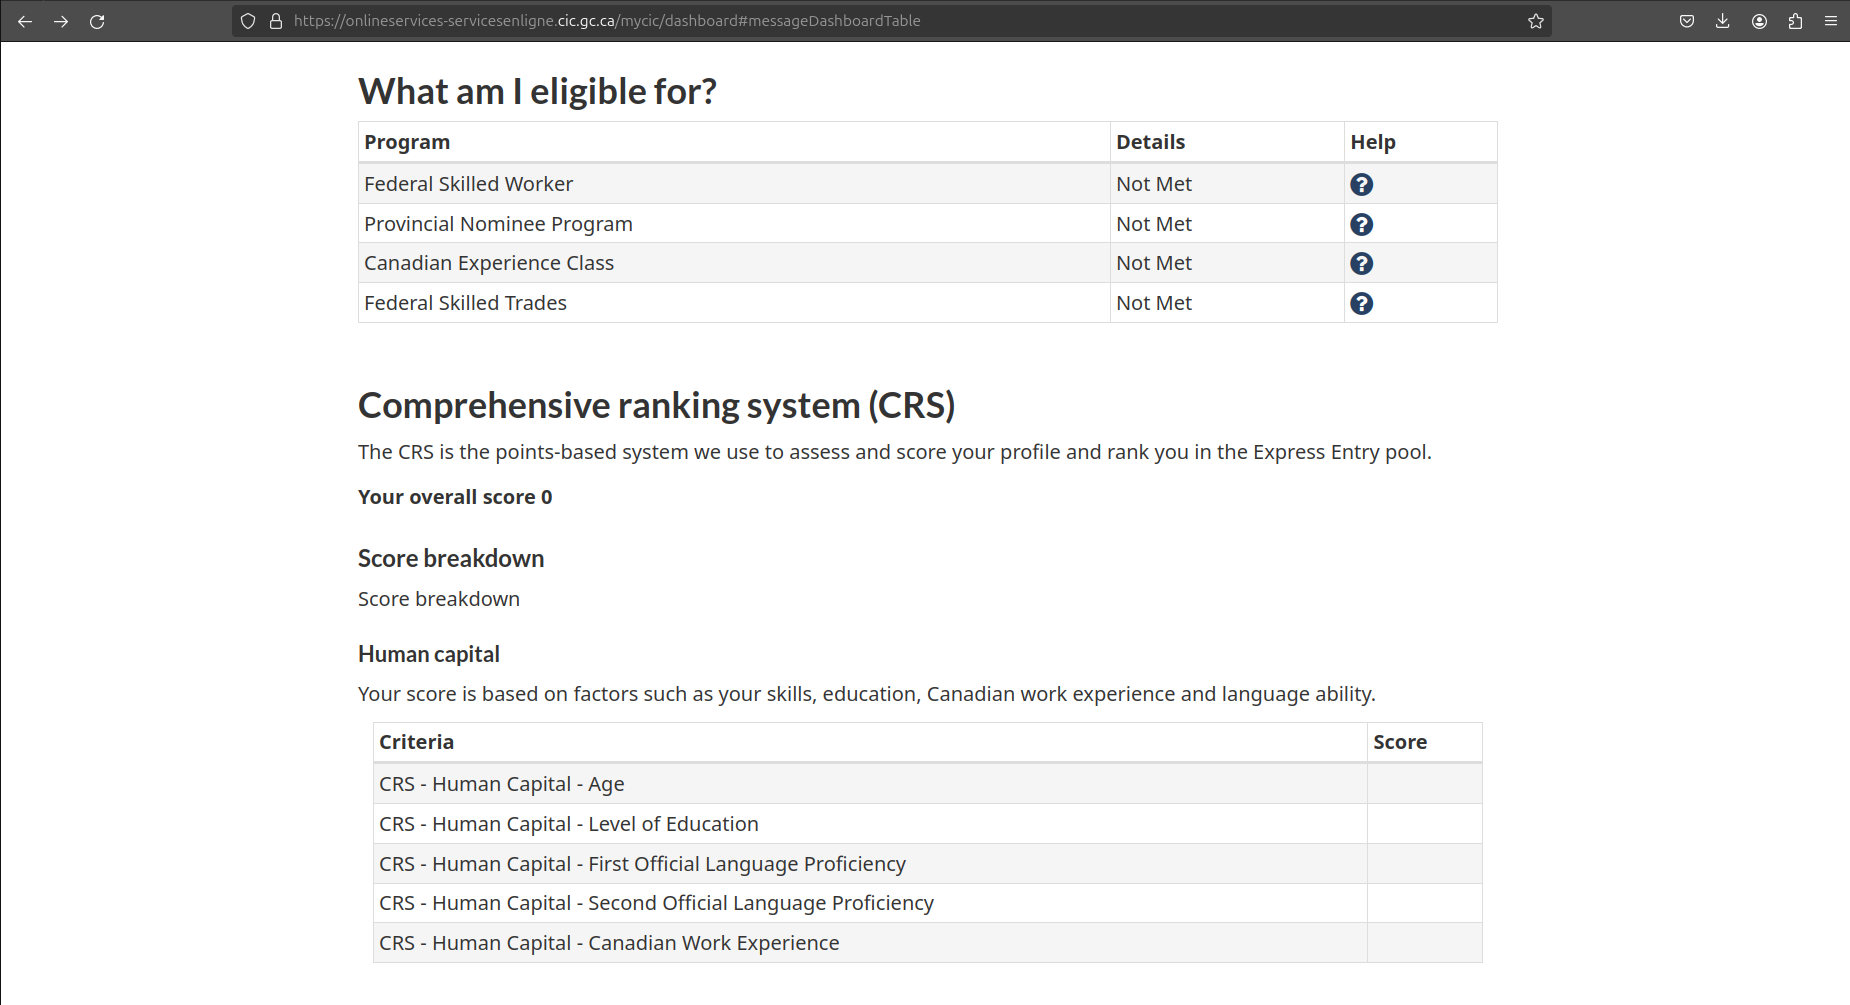 https://onlineservices-servicesenligne.cic.gc.ca/mycic/dashboard#messageDashboardTable
What am I eligible for?
Program Details Help
Federal Skilled Worker Not Met ?
Provincial Nominee Program Not Met ?
Canadian Experience Class Not Met ?
Federal Skilled Trades Not Met ?
Comprehensive ranking system (CRS)
The CRS is the points-based system we use to assess and score your profile and rank you in the Express Entry pool.
Your overall score 0
Score breakdown
Score breakdown
Human capital
Your score is based on factors such as your skills, education, Canadian work experience and language ability.
Criteria Score
CRS - Human Capital - Age
CRS - Human Capital - Level of Education
CRS - Human Capital - First Official Language Proficiency
CRS - Human Capital - Second Official Language Proficiency
CRS - Human Capital - Canadian Work Experience